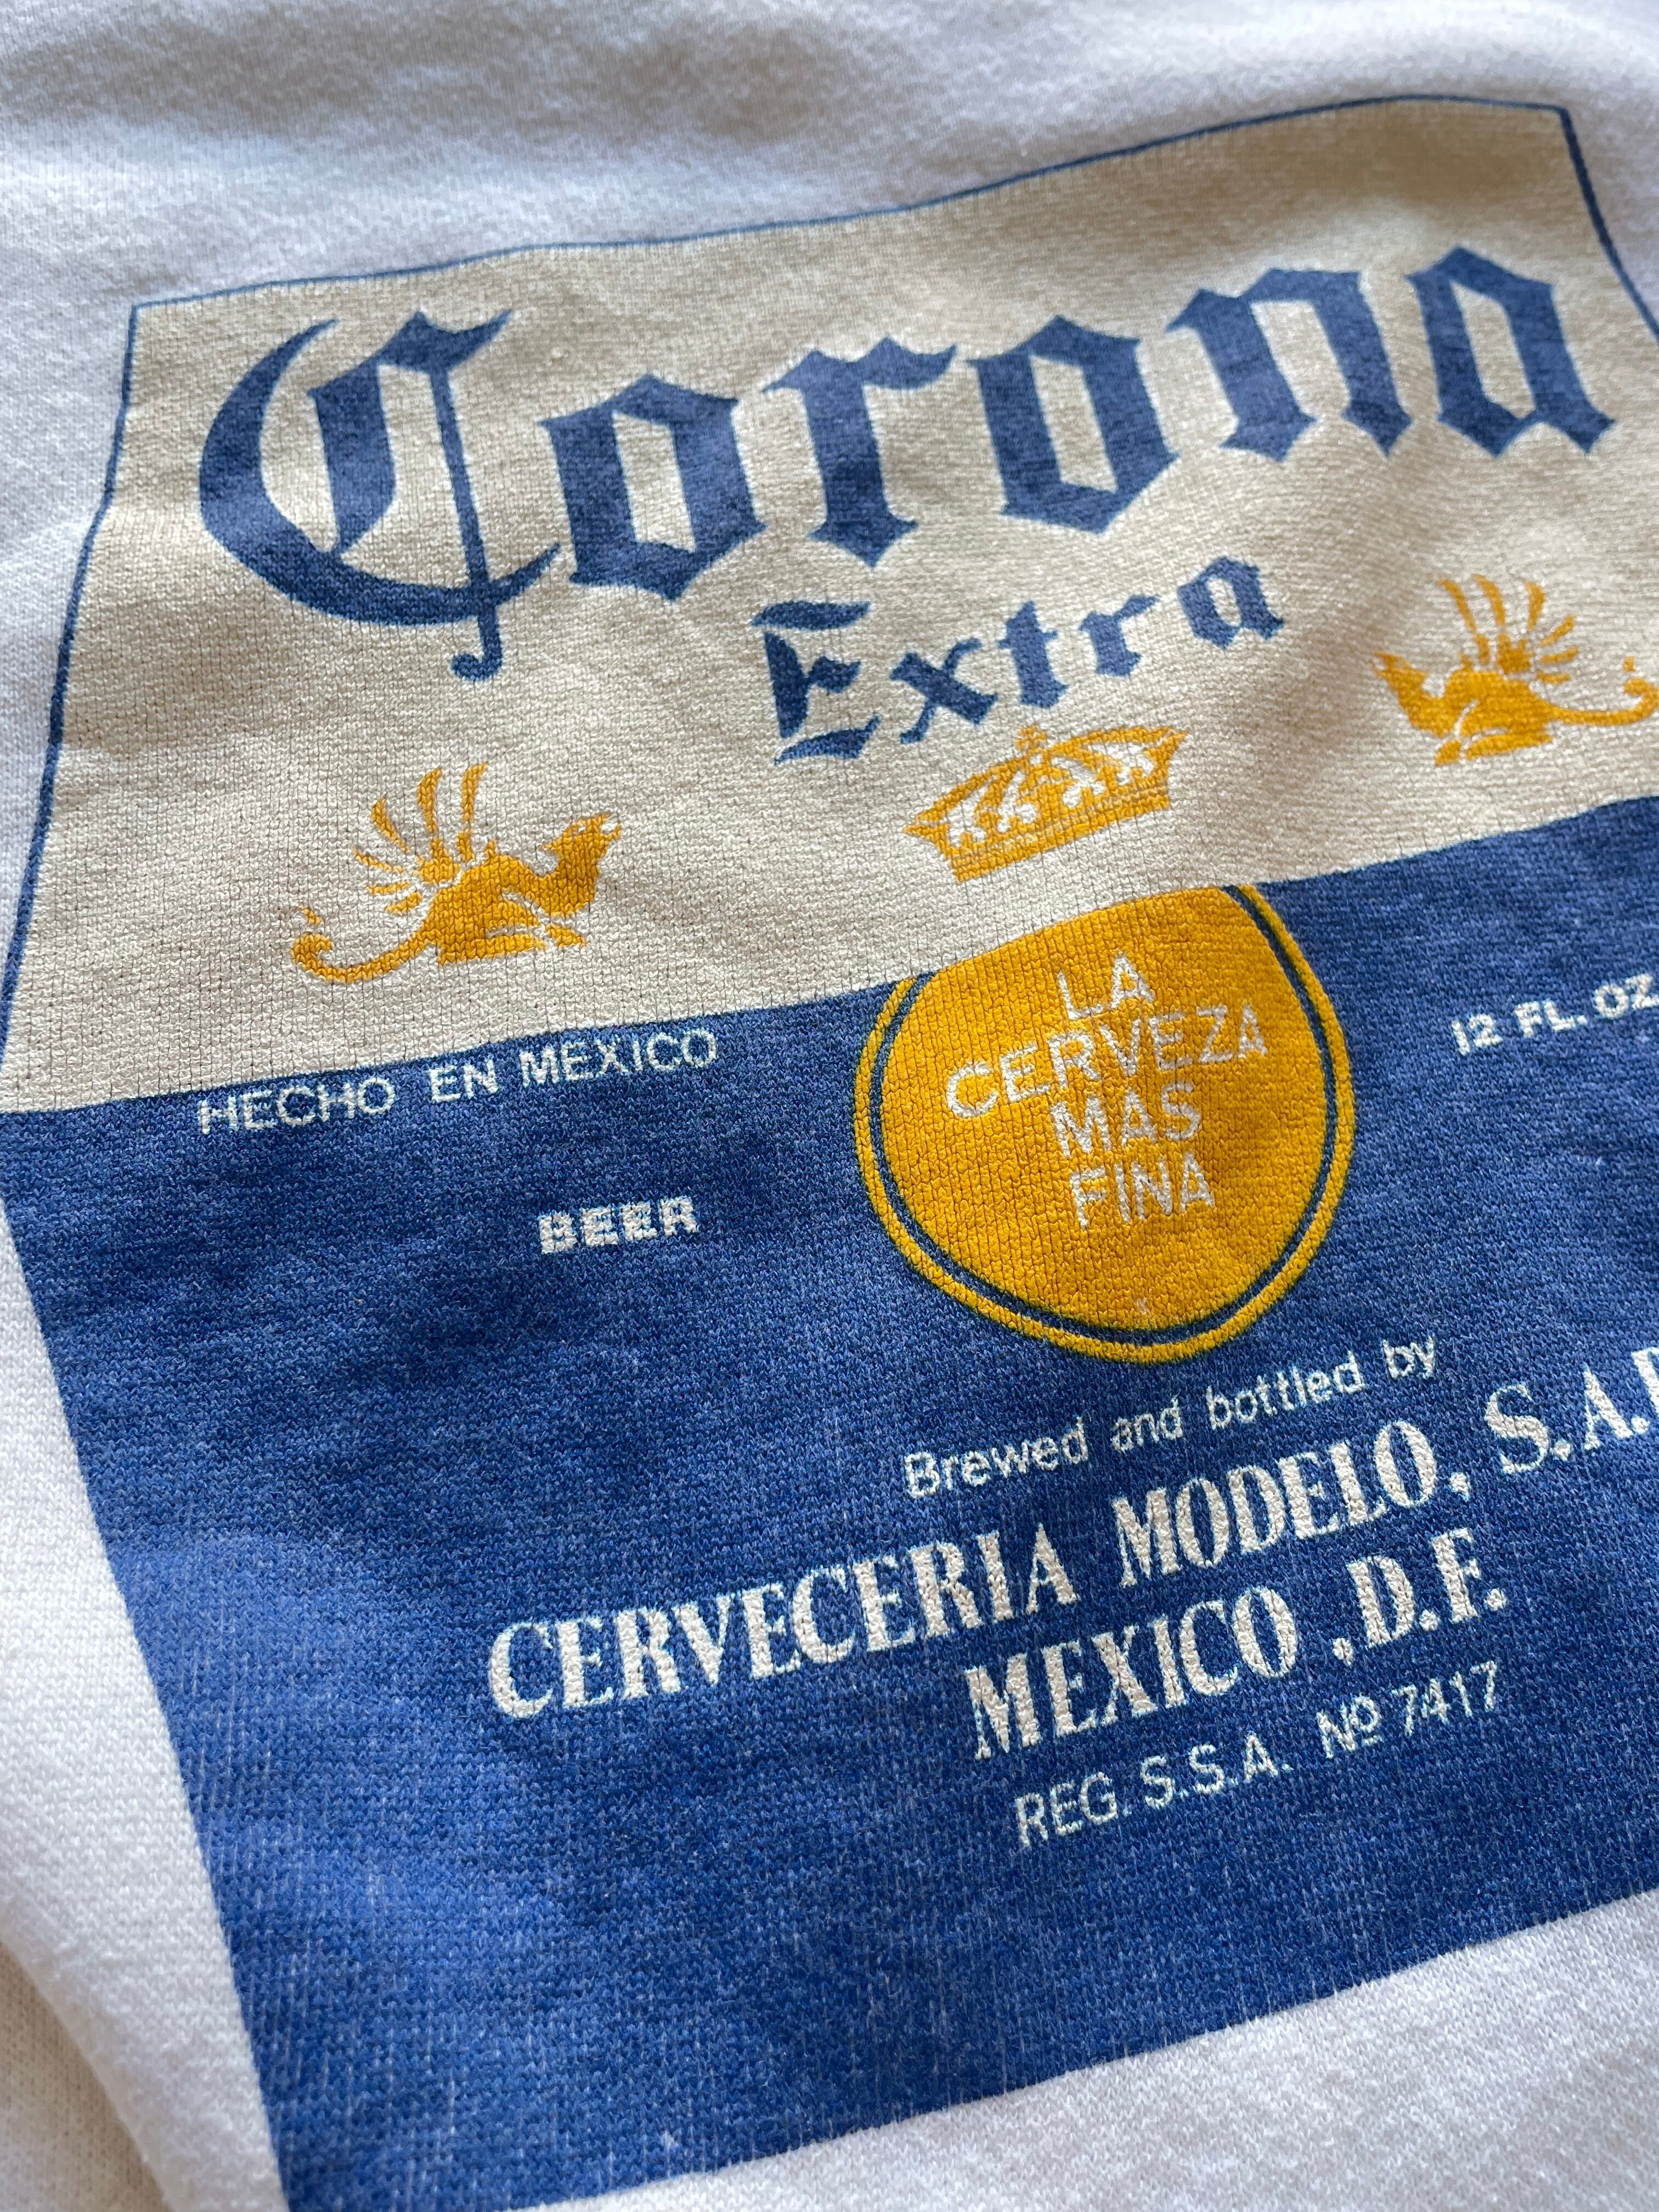 Corona
Extra
HECHO EN MEXICO
LA
CERVEZA
MAS
FINA
12 FL. OZ.
BEER
Brewed and bottled by
CERVECERIA MODELO, S.A.
MEXICO ,D.F.
REG. S.S.A. Nº 7417